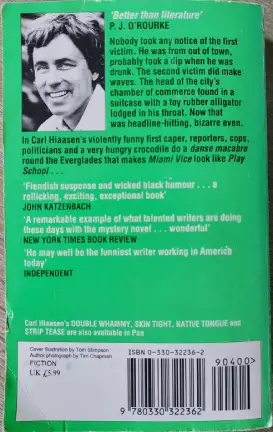 'Better than literature'
P. J. O'ROURKE
Nobody took any notice of the first
victim. He was from out of town,
probably took a dip when he was
drunk. The second victim did make
waves. The head of the city's
chamber of commerce found in a
suitcase with a toy rubber alligator
lodged in his throat. Now that
was headline-hitting, bizarre even.
In Carl Hiaasen's violently funny first caper, reporters, cops,
politicians and a very hungry crocodile do a danse macabre
round the Everglades that makes Miami Vice look like Play
School . . .
'Fiendish suspense and wicked black humour . . . a
rollicking, exciting, exceptional book'
JOHN KATZENBACH
'A remarkable example of what talented writers are doing
these days with the mystery novel . . . wonderful'
NEW YORK TIMES BOOK REVIEW
'He may well be the funniest writer working in America
today'
INDEPENDENT
Carl Hiaasen's DOUBLE WHAMMY, SKIN TIGHT, NATIVE TONGUE and
STRIP TEASE are also available in Pan
Cover illustration by Tom Stimpson
Author photograph by Tim Chapman
FICTION
UK £5.99
ISBN 0-330-32236-2
90400>
9 780330 322362